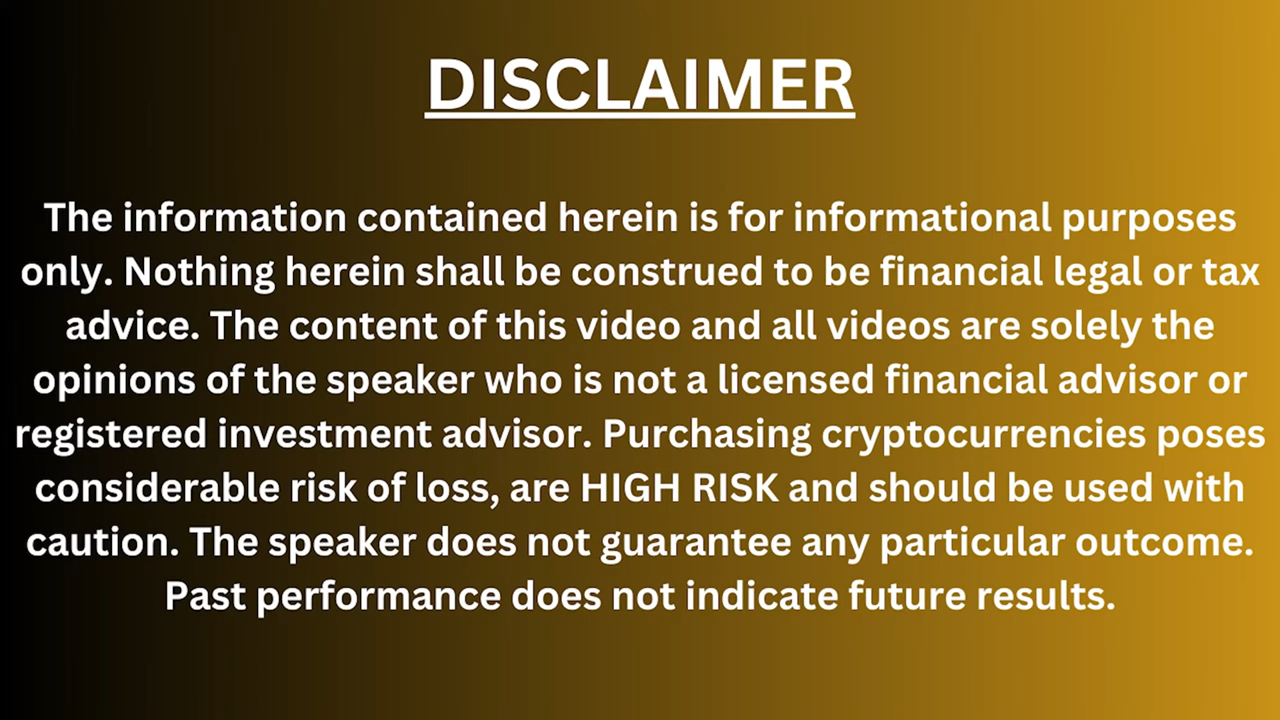 DISCLAIMER
The information contained herein is for informational purposes
only. Nothing herein shall be construed to be financial legal or tax
advice. The content of this video and all videos are solely the
opinions of the speaker who is not a licensed financial advisor or
registered investment advisor. Purchasing cryptocurrencies poses
considerable risk of loss, are HIGH RISK and should be used with
caution. The speaker does not guarantee any particular outcome.
Past performance does not indicate future results.